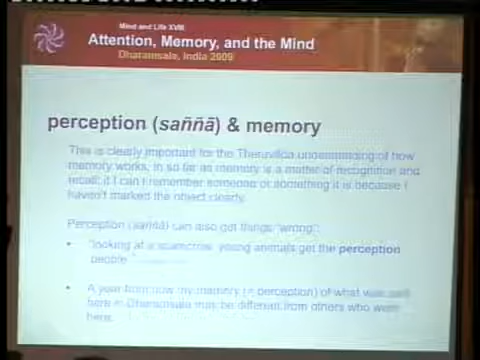 Mind and Life XVIII
Attention, Memory, and the Mind
Dharamsala, India 2009
perception (saññā) & memory
This is clearly important for the Theravāda understanding of how
memory works, in so far as memory is a matter of recognition and
recall; if I can't remember someone or something it is because I
haven't marked the object clearly.
Perception (saññā) can also get things 'wrong':
"looking at a scarecrow, young animals get the perception
people."
A year from now my memory (= perception) of what was said
here in Dharamsala may be different from others who were
here.